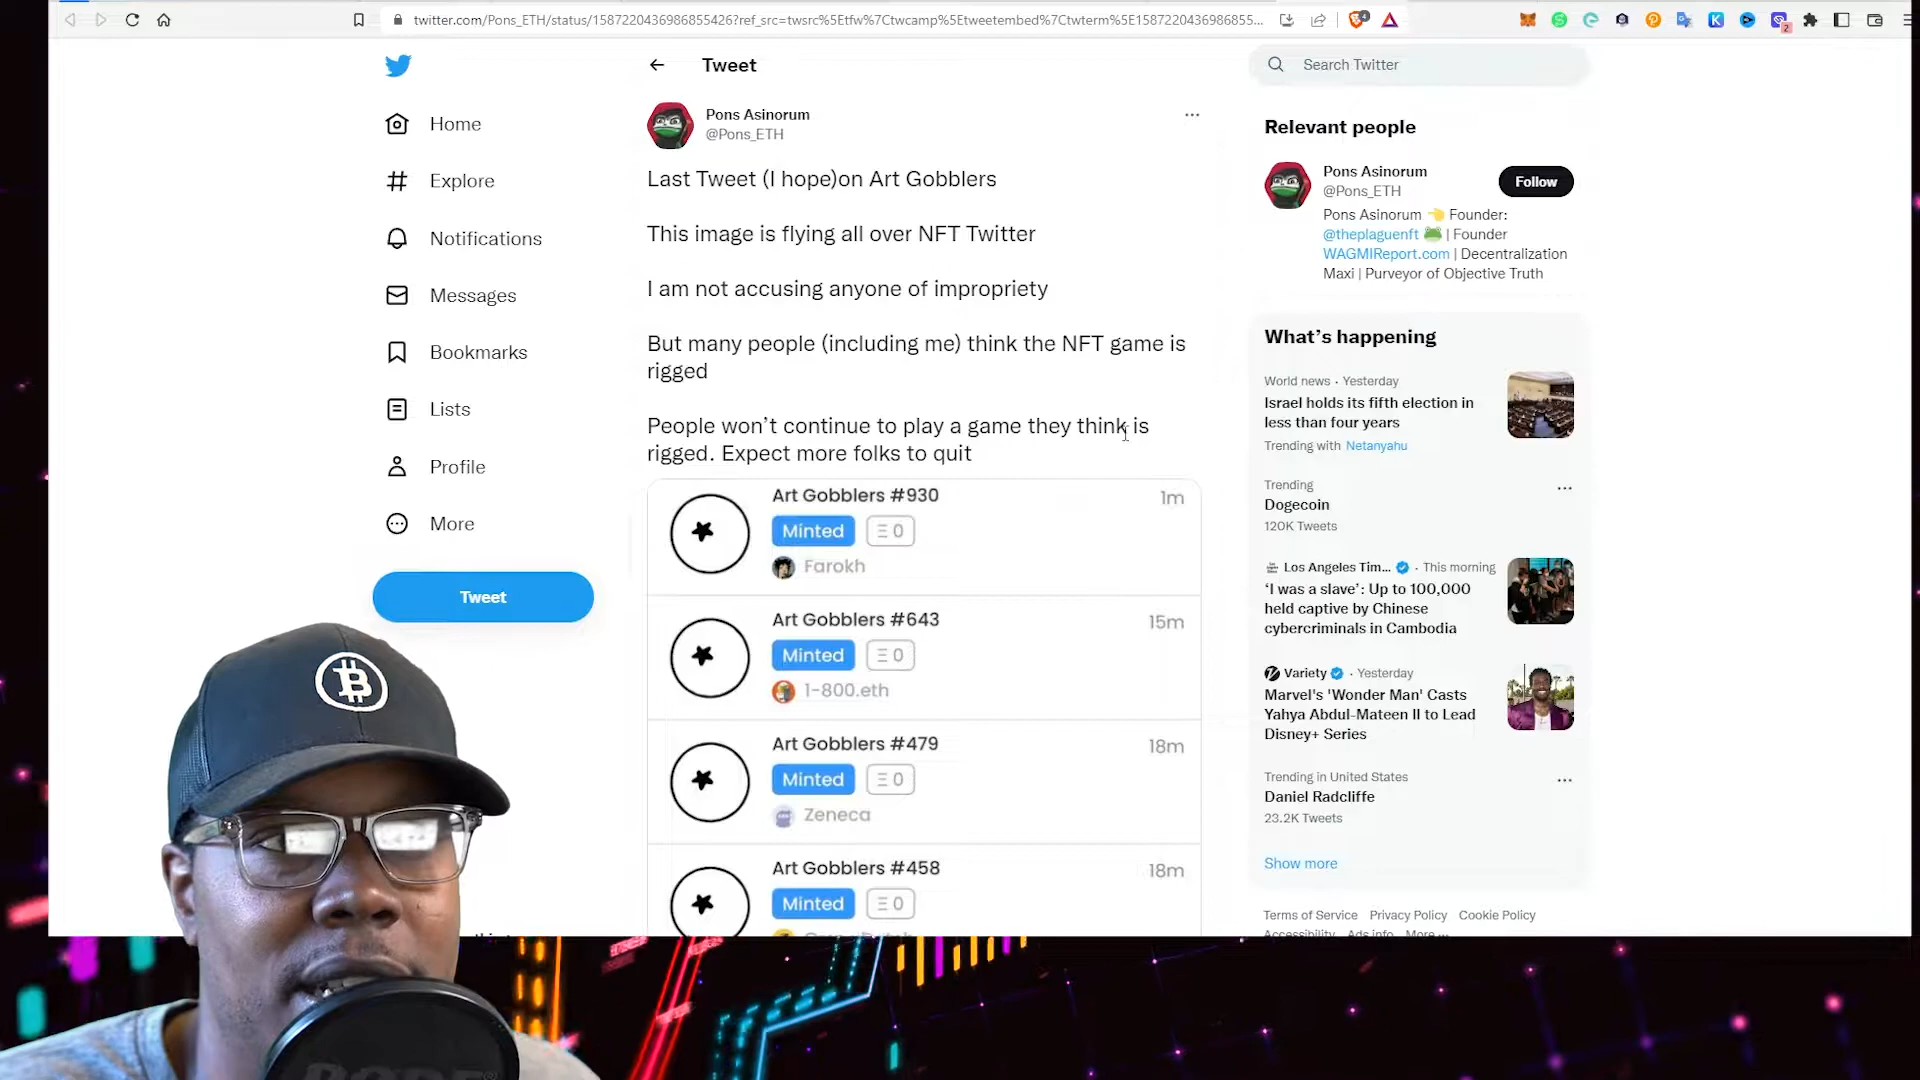 twitter.com/Pons_ETH/status/1587220436986855426?ref_src=twsrc%5Etfw%7Ctwcamp%5Etweetembed%7Ctwterm%5E1587220436986855...
4
2
Home
Explore
Notifications
Messages
Bookmarks
Lists
Profile
More
Tweet
Tweet
Pons Asinorum
@Pons_ETH
Last Tweet (I hope)on Art Gobblers
This image is flying all over NFT Twitter
I am not accusing anyone of impropriety
But many people (including me) think the NFT game is
rigged
People won’t continue to play a game they think is
rigged. Expect more folks to quit
Art Gobblers #930
1m
Minted
Ξ 0
Farokh
Art Gobblers #643
15m
Minted
Ξ 0
1-800.eth
Art Gobblers #479
18m
Minted
Ξ 0
Zeneca
Art Gobblers #458
18m
Minted
Ξ 0
Search Twitter
Relevant people
Pons Asinorum
@Pons_ETH
Follow
Pons Asinorum 👈 Founder:
@theplaguenft 🐸 | Founder
WAGMIReport.com | Decentralization
Maxi | Purveyor of Objective Truth
What’s happening
World news · Yesterday
Israel holds its fifth election in
less than four years
Trending with Netanyahu
Trending
Dogecoin
120K Tweets
Los Angeles Tim... · This morning
‘I was a slave’: Up to 100,000
held captive by Chinese
cybercriminals in Cambodia
Variety · Yesterday
Marvel's 'Wonder Man' Casts
Yahya Abdul-Mateen II to Lead
Disney+ Series
Trending in United States
Daniel Radcliffe
23.2K Tweets
Show more
Terms of Service Privacy Policy Cookie Policy
Accessibility Ads info More ...